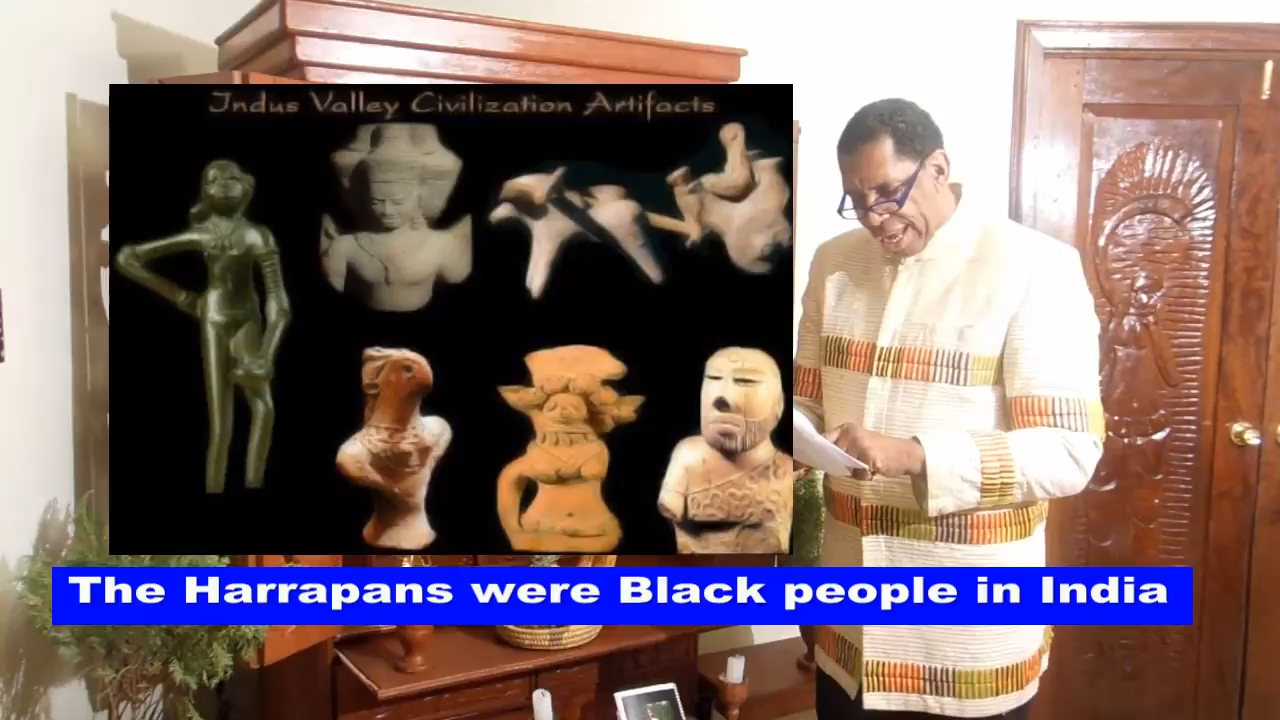 Indus Valley Civilization Artifacts
The Harrapans were Black people in India